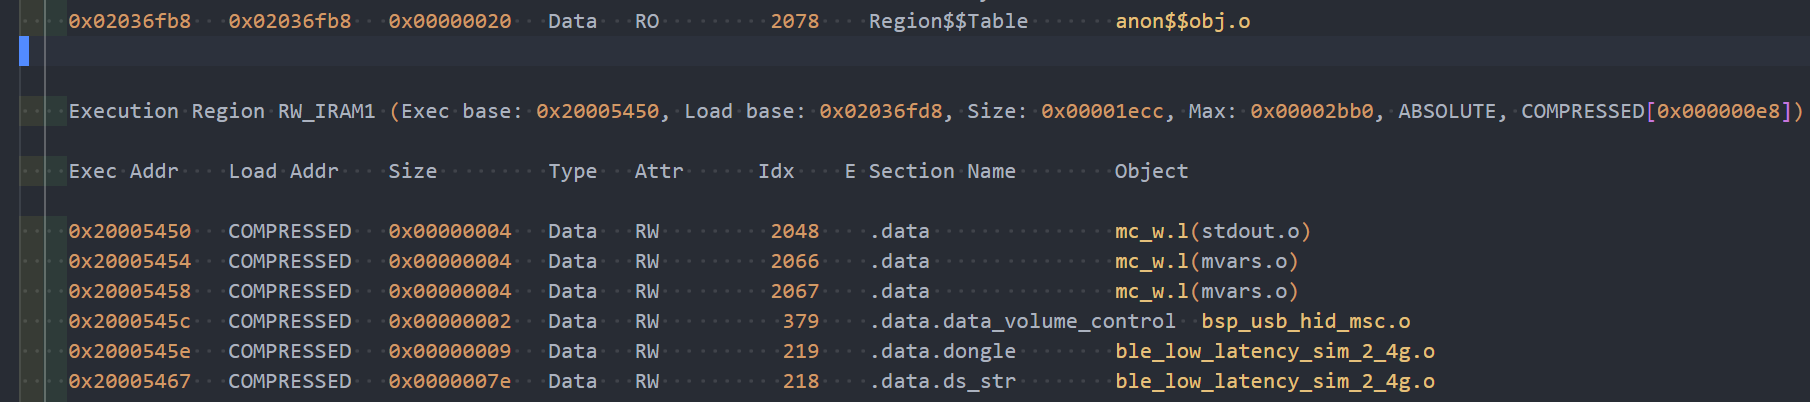 0x02036fb8 0x02036fb8 0x00000020 Data RO 2078 Region$$Table anon$$obj.o
Execution Region RW_IRAM1 (Exec base: 0x20005450, Load base: 0x02036fd8, Size: 0x00001ecc, Max: 0x00002bb0, ABSOLUTE, COMPRESSED[0x000000e8])
Exec Addr Load Addr Size Type Attr Idx E Section Name Object
0x20005450 COMPRESSED 0x00000004 Data RW 2048 .data mc_w.l(stdout.o)
0x20005454 COMPRESSED 0x00000004 Data RW 2066 .data mc_w.l(mvars.o)
0x20005458 COMPRESSED 0x00000004 Data RW 2067 .data mc_w.l(mvars.o)
0x2000545c COMPRESSED 0x00000002 Data RW 379 .data.data_volume_control bsp_usb_hid_msc.o
0x2000545e COMPRESSED 0x00000009 Data RW 219 .data.dongle ble_low_latency_sim_2_4g.o
0x20005467 COMPRESSED 0x0000007e Data RW 218 .data.ds_str ble_low_latency_sim_2_4g.o